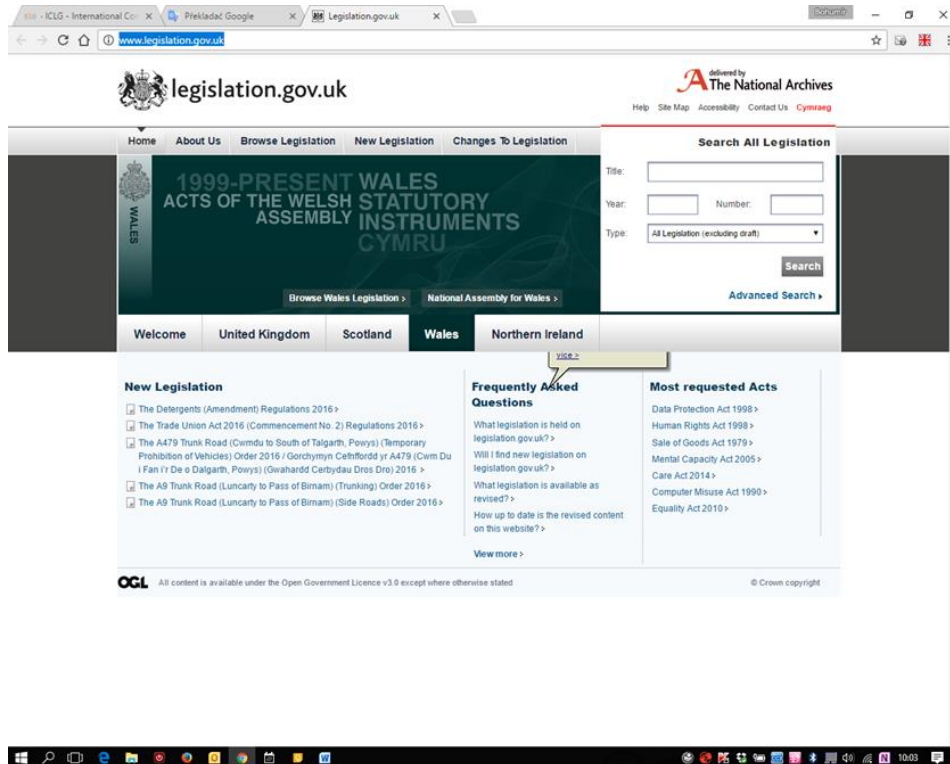 - ICLG - International Co
Překladač Google
Legislation.gov.uk
Bohumír
www.legislation.gov.uk
legislation.gov.uk
delivered by
The National Archives
Help Site Map Accessibility Contact Us Cymraeg
Home About Us Browse Legislation New Legislation Changes To Legislation
Search All Legislation
Title:
Year: Number:
Type: All Legislation (excluding draft)
Search
Advanced Search
WALES
1999-PRESENT WALES
ACTS OF THE WELSH STATUTORY
ASSEMBLY INSTRUMENTS
CYMRU
Browse Wales Legislation > National Assembly for Wales >
Welcome United Kingdom Scotland Wales Northern Ireland
vice >
New Legislation
The Detergents (Amendment) Regulations 2016 >
The Trade Union Act 2016 (Commencement No. 2) Regulations 2016 >
The A479 Trunk Road (Cwmdu to South of Talgarth, Powys) (Temporary
Prohibition of Vehicles) Order 2016 / Gorchymyn Cefnffordd yr A479 (Cwm Du
i Fan i'r De o Dalgarth, Powys) (Gwahardd Cerbydau Dros Dro) 2016 >
The A9 Trunk Road (Luncarty to Pass of Birnam) (Trunking) Order 2016 >
The A9 Trunk Road (Luncarty to Pass of Birnam) (Side Roads) Order 2016 >
Frequently Asked
Questions
What legislation is held on
legislation.gov.uk? >
Will I find new legislation on
legislation.gov.uk? >
What legislation is available as
revised? >
How up to date is the revised content
on this website? >
View more >
Most requested Acts
Data Protection Act 1998 >
Human Rights Act 1998 >
Sale of Goods Act 1979 >
Mental Capacity Act 2005 >
Care Act 2014 >
Computer Misuse Act 1990 >
Equality Act 2010 >
OGL All content is available under the Open Government Licence v3.0 except where otherwise stated
© Crown copyright
10:03